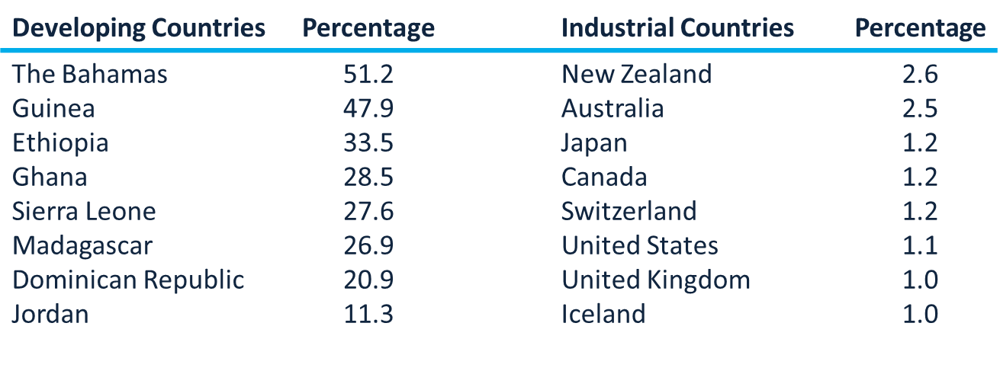 Developing Countries Percentage Industrial Countries Percentage
The Bahamas 51.2 New Zealand 2.6
Guinea 47.9 Australia 2.5
Ethiopia 33.5 Japan 1.2
Ghana 28.5 Canada 1.2
Sierra Leone 27.6 Switzerland 1.2
Madagascar 26.9 United States 1.1
Dominican Republic 20.9 United Kingdom 1.0
Jordan 11.3 Iceland 1.0